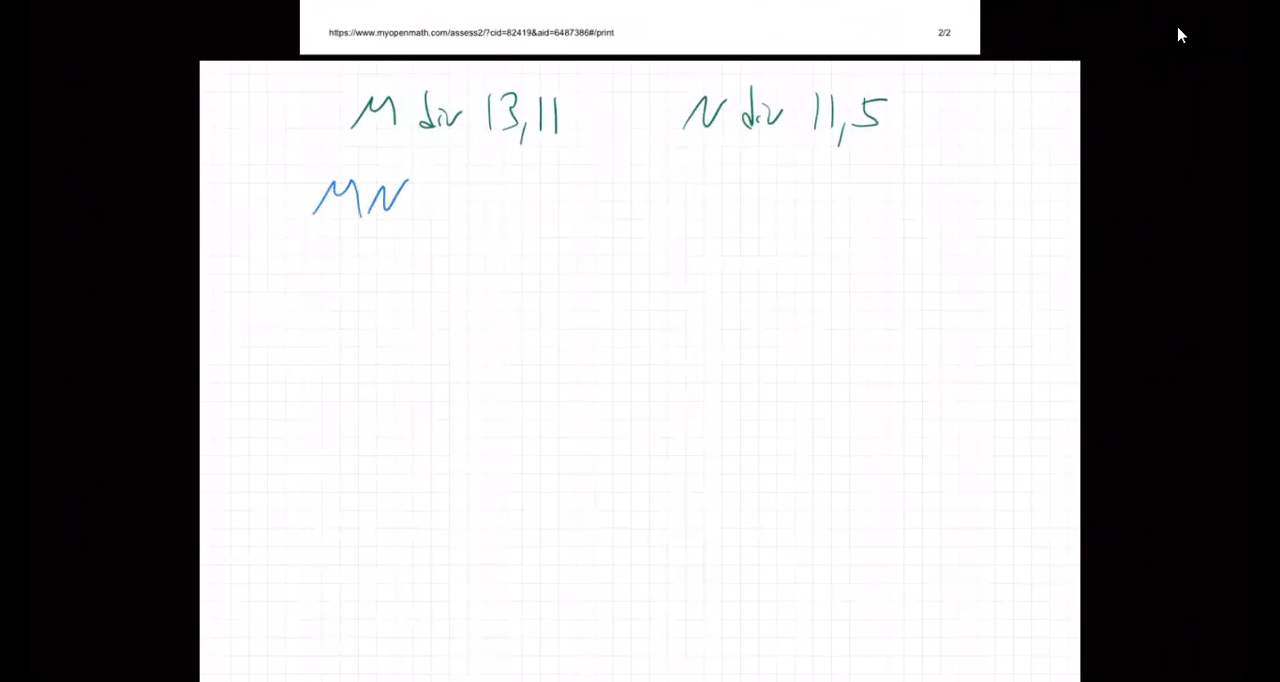 https://www.myopenmath.com/assess2/?cid=82419&aid=6487386#/print 2/2
M div 13,11 N div 11,5
MN